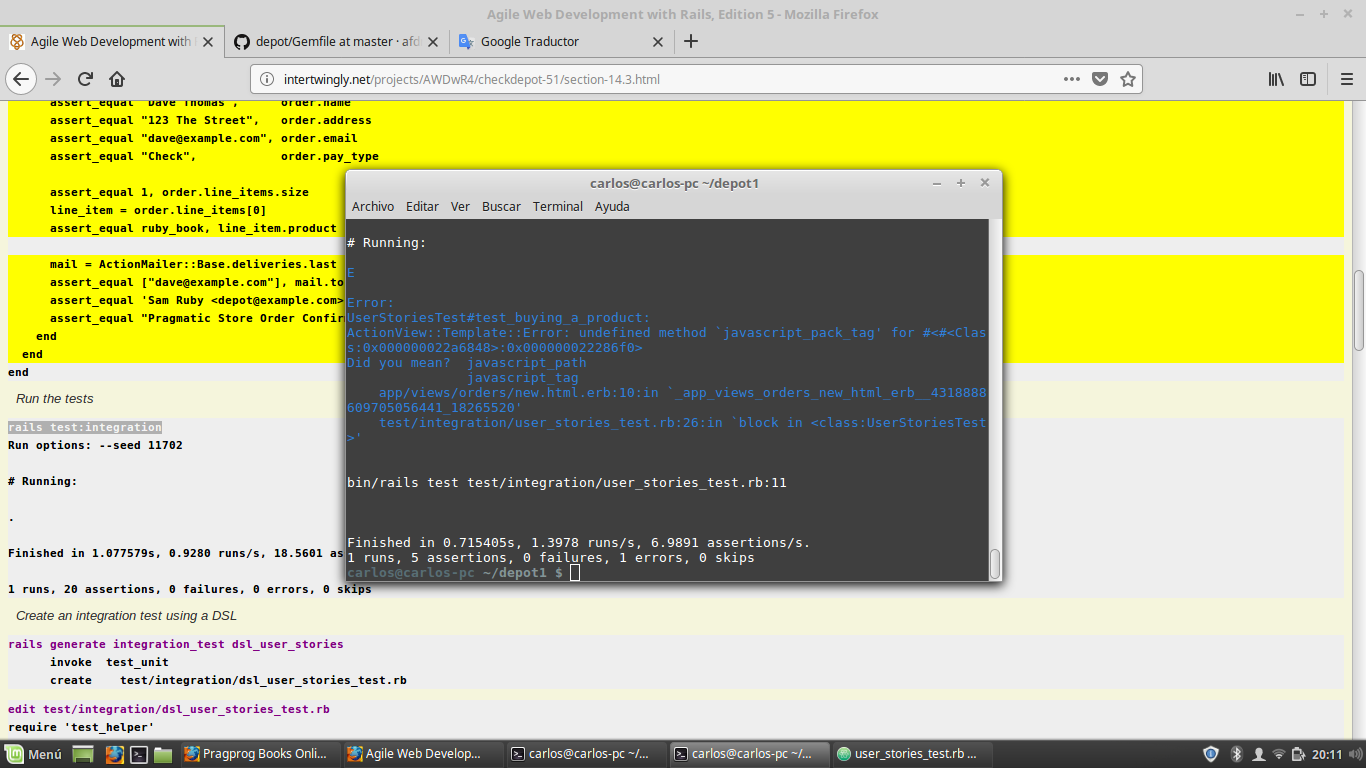 Agile Web Development with Rails, Edition 5 - Mozilla Firefox
Agile Web Development with
depot/Gemfile at master · afd
Google Traductor
intertwingly.net/projects/AWDwR4/checkdepot-51/section-14.3.html
assert_equal "Dave Thomas", order.name
assert_equal "123 The Street", order.address
assert_equal "dave@example.com", order.email
assert_equal "Check", order.pay_type
assert_equal 1, order.line_items.size
line_item = order.line_items[0]
assert_equal ruby_book, line_item.product
mail = ActionMailer::Base.deliveries.last
assert_equal ["dave@example.com"], mail.to
assert_equal 'Sam Ruby <depot@example.com>
assert_equal "Pragmatic Store Order Confir
end
end
end
Run the tests
rails test:integration
Run options: --seed 11702
# Running:
.
Finished in 1.077579s, 0.9280 runs/s, 18.5601 as
1 runs, 20 assertions, 0 failures, 0 errors, 0 skips
Create an integration test using a DSL
rails generate integration_test dsl_user_stories
invoke test_unit
create test/integration/dsl_user_stories_test.rb
edit test/integration/dsl_user_stories_test.rb
require 'test_helper'
carlos@carlos-pc ~/depot1
Archivo Editar Ver Buscar Terminal Ayuda
# Running:
E
Error:
UserStoriesTest#test_buying_a_product:
ActionView::Template::Error: undefined method `javascript_pack_tag' for #<#<Clas
s:0x000000022a6848>:0x000000022286f0>
Did you mean? javascript_path
javascript_tag
app/views/orders/new.html.erb:10:in `_app_views_orders_new_html_erb__4318888
609705056441_18265520'
test/integration/user_stories_test.rb:26:in `block in <class:UserStoriesTest
>'
bin/rails test test/integration/user_stories_test.rb:11
Finished in 0.715405s, 1.3978 runs/s, 6.9891 assertions/s.
1 runs, 5 assertions, 0 failures, 1 errors, 0 skips
carlos@carlos-pc ~/depot1 $
Menú
Pragprog Books Onli...
Agile Web Develop...
carlos@carlos-pc ~/...
carlos@carlos-pc ~/...
user_stories_test.rb ...
20:11